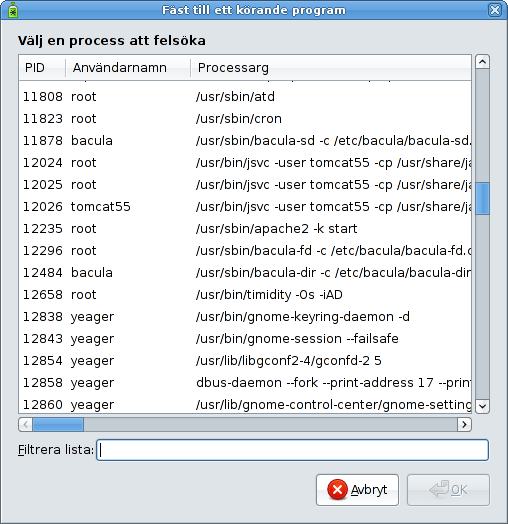 Fäst till ett körande program
Välj en process att felsöka
PID Användarnamn Processarg
11808 root /usr/sbin/atd
11823 root /usr/sbin/cron
11878 bacula /usr/sbin/bacula-sd -c /etc/bacula/bacula-sd.
12024 root /usr/bin/jsvc -user tomcat55 -cp /usr/share/ja
12025 root /usr/bin/jsvc -user tomcat55 -cp /usr/share/ja
12026 tomcat55 /usr/bin/jsvc -user tomcat55 -cp /usr/share/ja
12235 root /usr/sbin/apache2 -k start
12296 root /usr/sbin/bacula-fd -c /etc/bacula/bacula-fd.c
12484 bacula /usr/sbin/bacula-dir -c /etc/bacula/bacula-dir
12658 root /usr/bin/timidity -Os -iAD
12838 yeager /usr/bin/gnome-keyring-daemon -d
12843 yeager /usr/bin/gnome-session --failsafe
12854 yeager /usr/lib/libgconf2-4/gconfd-2 5
12858 yeager dbus-daemon --fork --print-address 17 --print
12860 yeager /usr/lib/gnome-control-center/gnome-setting
Filtrera lista:
Avbryt OK